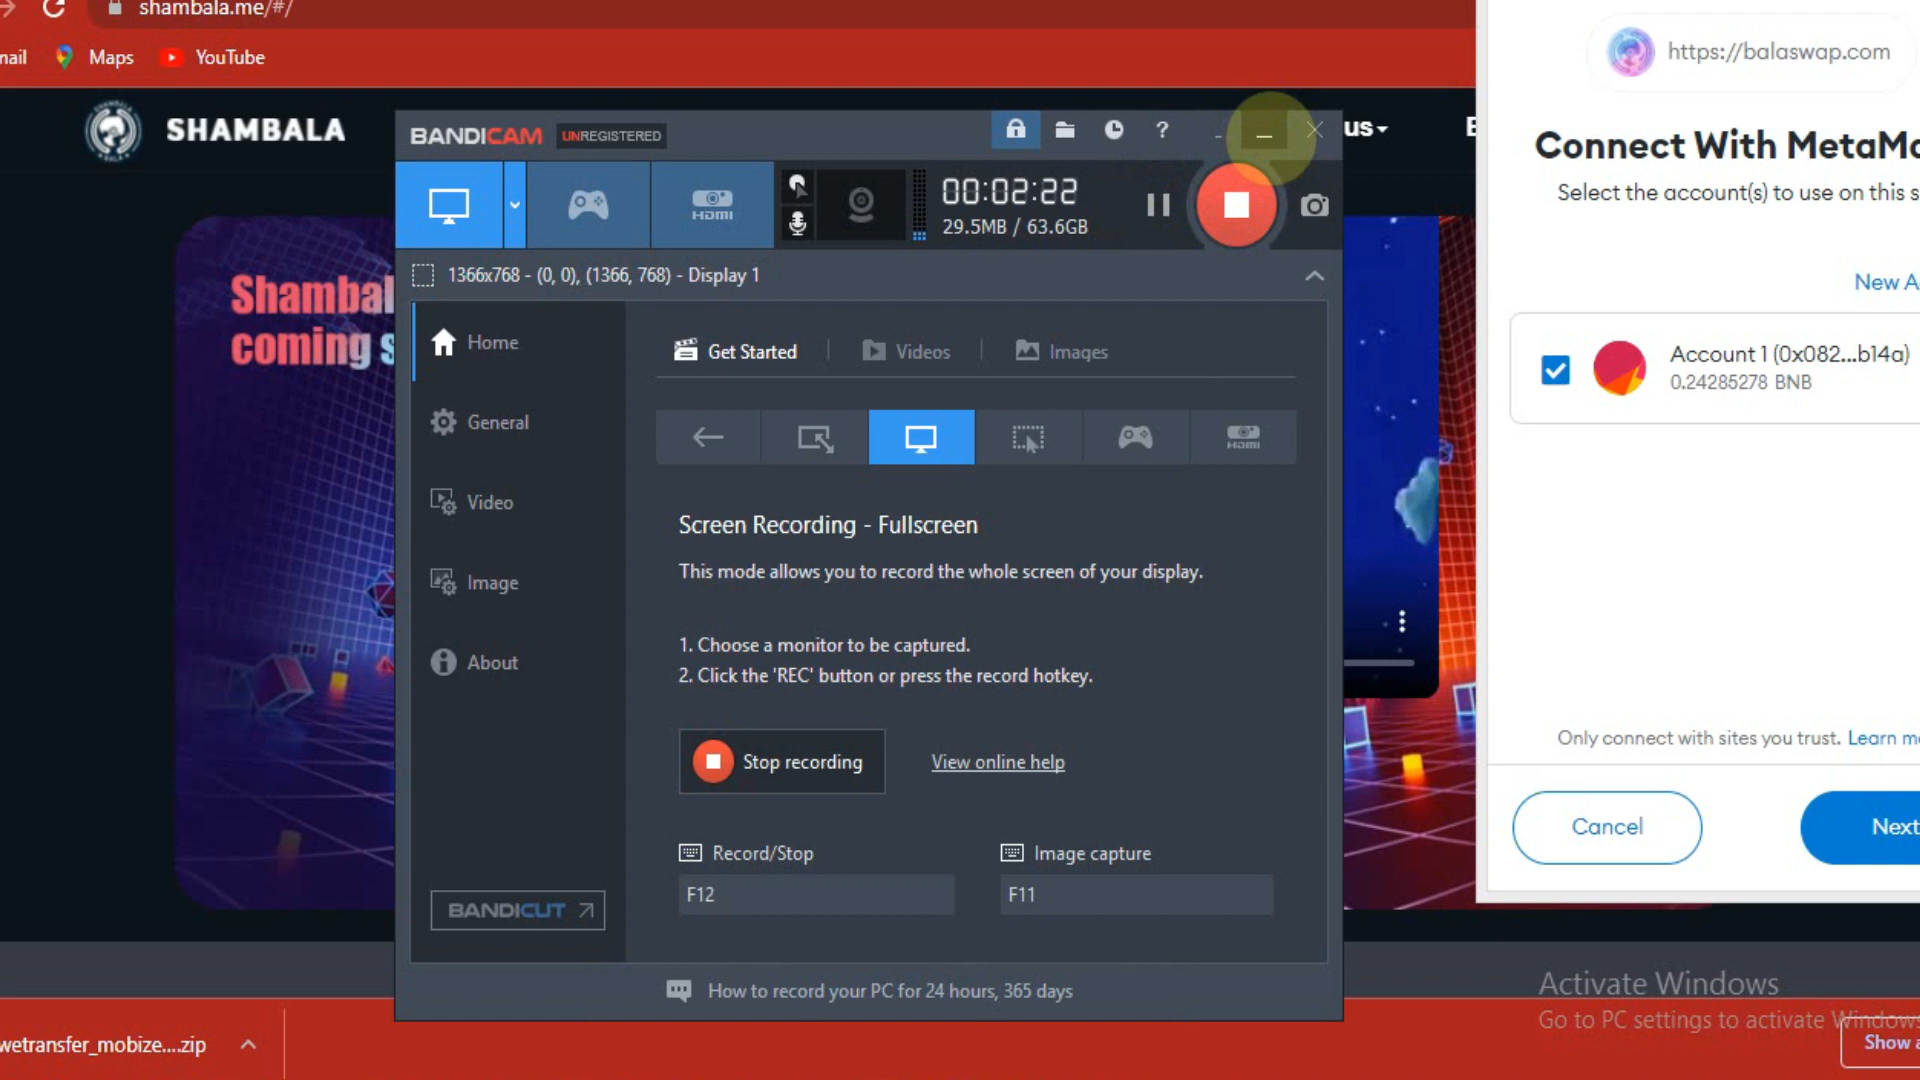 shambala.me/#/
Maps
YouTube
SHAMBALA
BANDICAM UNREGISTERED
HDMI
00:02:22
29.5MB / 63.6GB
1366x768 - (0, 0), (1366, 768) - Display 1
Home
General
Video
Image
About
BANDICUT
Get Started
Videos
Images
HDMI
Screen Recording - Fullscreen
This mode allows you to record the whole screen of your display.
1. Choose a monitor to be captured.
2. Click the 'REC' button or press the record hotkey.
Stop recording
View online help
Record/Stop
Image capture
F12
F11
How to record your PC for 24 hours, 365 days
coming
https://balaswap.com
Connect With
Select the account(s) to use on this
New
Account 1 (0x082...b14a)
0.24285278 BNB
Only connect with sites you trust. Learn
Cancel
Next
Activate Windows
Go to PC settings to activate Windows
Show
wetransfer_mobize....zip